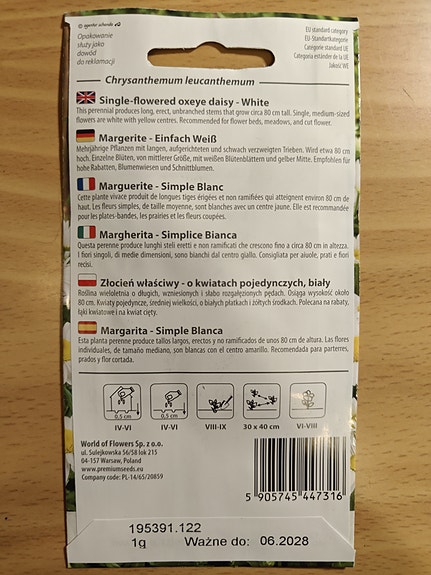 Opakowanie
służy jako
dowód
do reklamacji
EU standard category
EU-Standardkategorie
Catégorie standard UE
Categoría estánder de la UE
Jakość WE
Chrysanthemum leucanthemum
Single-flowered oxeye daisy - White
This perennial produces long, erect, unbranched stems that grow circa 80 cm tall. Single, medium-sized
flowers are white with yellow centres. Recommended for flower beds, meadows, and cut flower.
Margerite - Einfach Weiß
Mehrjährige Pflanzen mit langen, aufgerichteten und schwach verzweigten Trieben. Wird etwa 80 cm
hoch. Einzelne Blüten, von mittlerer Größe, mit weißen Blütenblättern und gelber Mitte. Empfohlen für
hohe Rabatten, Blumenwiesen und Schnittblumen.
Marguerite - Simple Blanc
Cette plante vivace produit de longues tiges érigées et non ramifiées qui atteignent environ 80 cm de
haut. Les fleurs simples, de taille moyenne, sont blanches avec un centre jaune. Elle est recommandée
pour les plates-bandes, les prairies et les fleurs coupées.
Margherita - Simplice Bianca
Questa perenne produce lunghi steli eretti e non ramificati che crescono fino a circa 80 cm in altezza.
I fiori singoli, di medie dimensioni, sono bianchi dal centro giallo. Consigliata per aivole, prati e fiori
recisi.
Złocień właściwy - o kwiatach pojedynczych, biały
Roślina wieloletnia o długich, wzniesionych i słabo rozgałęzionych pędach. Osiąga wysokość około
80 cm. Kwiaty pojedyncze, średniej wielkości, o białych płatkach i żółtych środkach. Polecana na rabaty,
łąki kwietowe i na kwiat cięty.
Margarita - Simple Blanca
Esta planta perenne produce tallos largos, erectos y no ramificados de unos 80 cm de altura. Las flores
individuales, de tamaño mediano, son blancas con el centro amarillo. Recomendada para parterres,
prados y flor cortada.
0.5 cm
0.5 cm
IV-VI
IV-VI
VIII-IX
30 x 40 cm
VI-VIII
World of Flowers Sp. z o.o.
ul. Sulejkowska 56/58 lok 215
04-157 Warsaw, Poland
www.premiumseeds.eu
Company code: PL-14/65/20859
5 905745 447316
195391.122
1g Ważne do: 06.2028